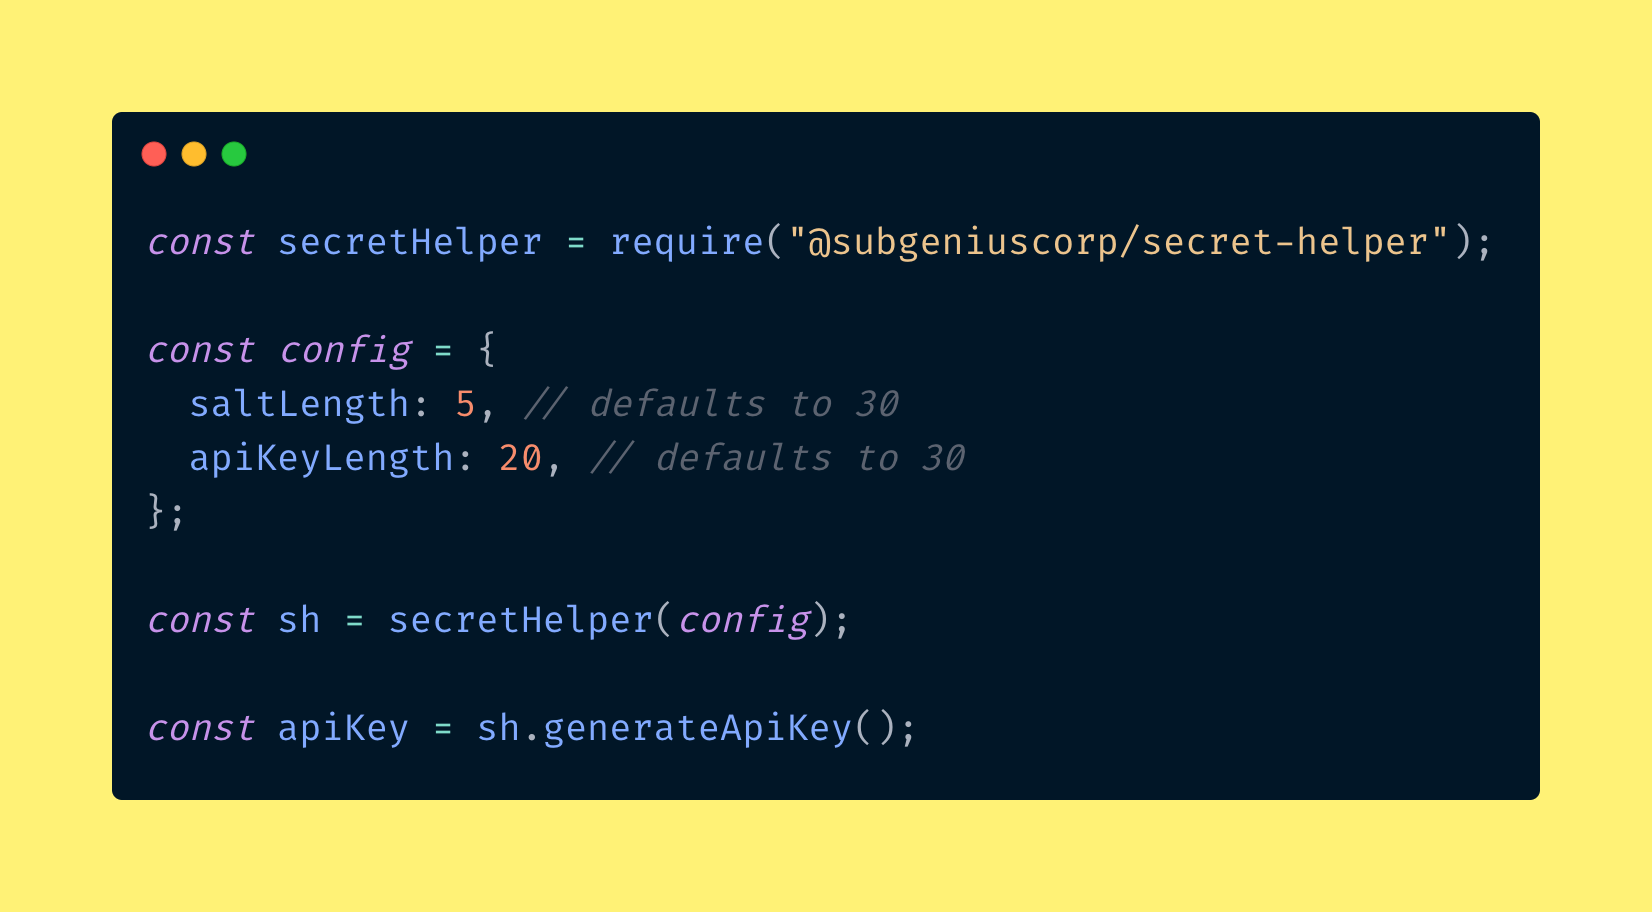 const secretHelper = require("@subgeniuscorp/secret-helper");
const config = {
saltLength: 5, // defaults to 30
apiKeyLength: 20, // defaults to 30
};
const sh = secretHelper(config);
const apiKey = sh.generateApiKey();